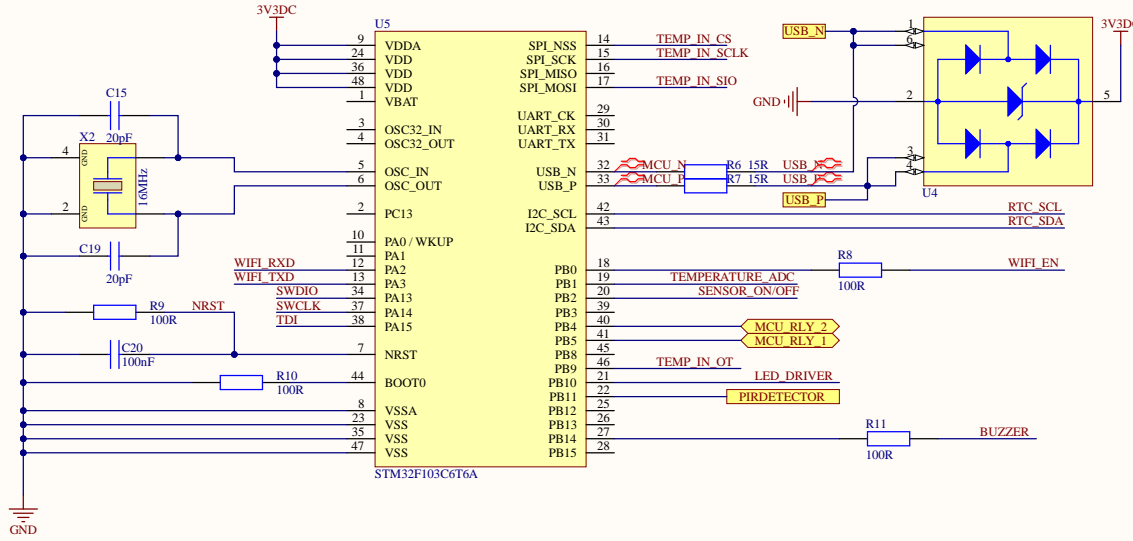 3V3DC
U5
9 VDDA
24 VDD
36 VDD
48 VDD
1 VBAT
3 OSC32_IN
4 OSC32_OUT
5 OSC_IN
6 OSC_OUT
2 PC13
10 PA0 / WKUP
11 PA1
WIFI_RXD 12 PA2
WIFI_TXD 13 PA3
SWDIO 34 PA13
SWCLK 37 PA14
TDI 38 PA15
7 NRST
44 BOOT0
8 VSSA
23 VSS
35 VSS
47 VSS
STM32F103C6T6A
C15
20pF
X2
4 GND
2 GND
16MHz
C19
20pF
R9 NRST
100R
C20
100nF
R10
100R
GND
SPI_NSS 14 TEMP_IN_CS
SPI_SCK 15 TEMP_IN_SCLK
SPI_MISO 16
SPI_MOSI 17 TEMP_IN_SIO
UART_CK 29
UART_RX 30
UART_TX 31
USB_N 32 MCU_N R6 15R USB_N
USB_P 33 MCU_P R7 15R USB_P
I2C_SCL 42 RTC_SCL
I2C_SDA 43 RTC_SDA
PB0 18 R8 WIFI_EN
100R
PB1 19 TEMPERATURE_ADC
PB2 20 SENSOR_ON/OFF
PB3 39
PB4 40 MCU_RLY_2
PB5 41 MCU_RLY_1
PB8 45
PB9 46 TEMP_IN_OT
PB10 21 LED_DRIVER
PB11 22 PIRDETECTOR
PB12 25
PB13 26
PB14 27 R11 BUZZER
100R
PB15 28
USB_N
1
6
GND 2
5
3V3D
3
4
USB_P
U4